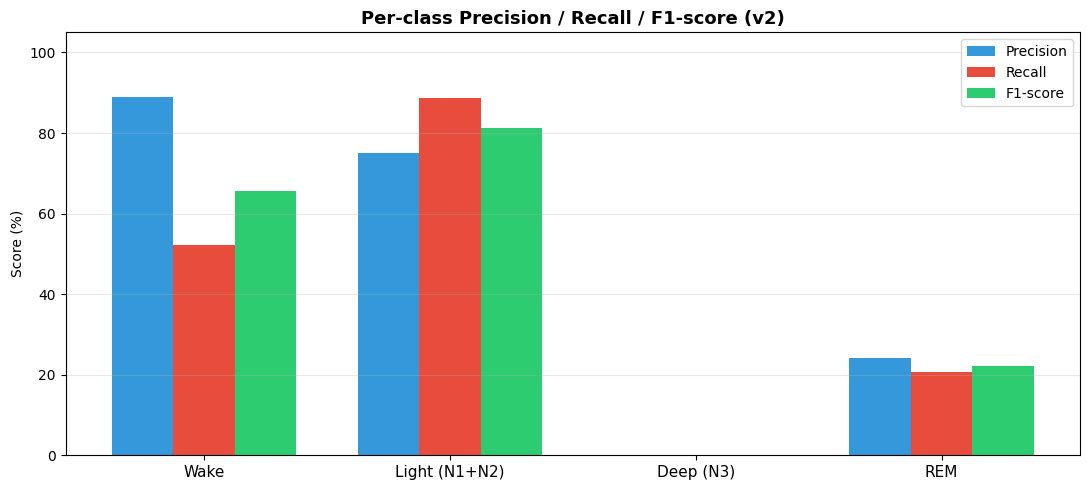 Per-class Precision / Recall / F1-score (v2)
Precision
Recall
F1-score
Score (%)
100
80
60
40
20
0
Wake
Light (N1+N2)
Deep (N3)
REM